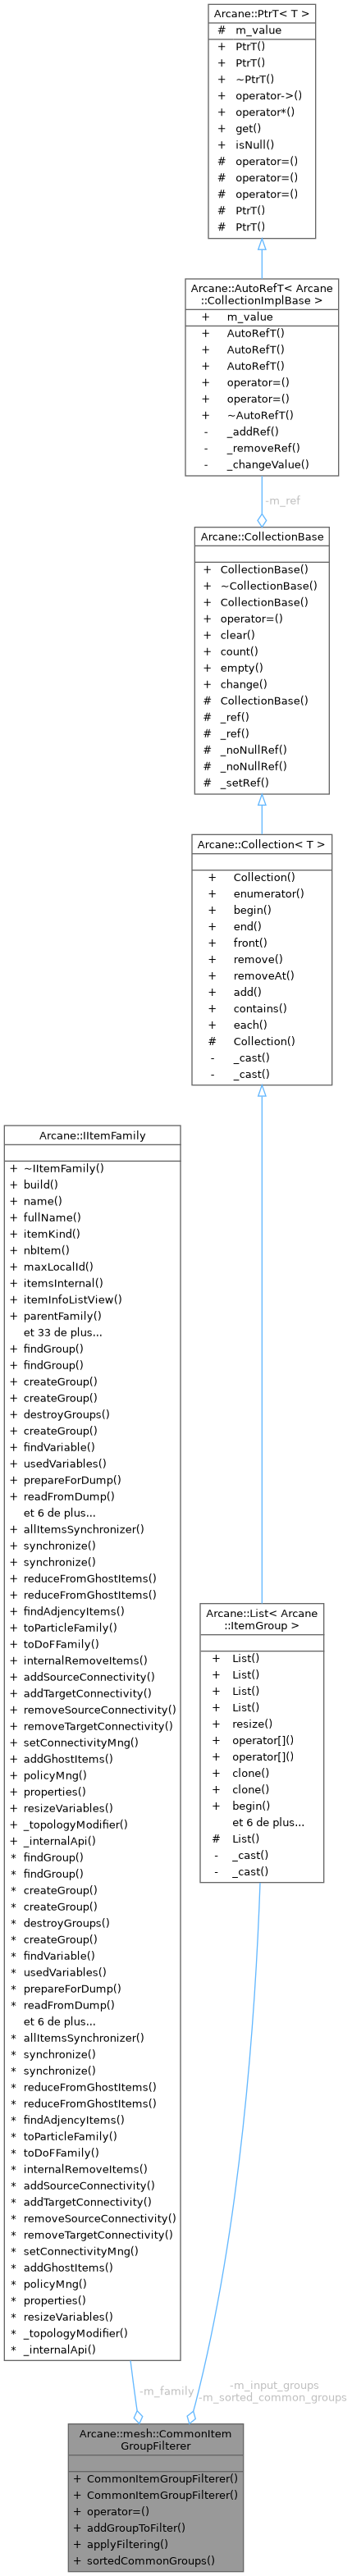 Arcane::PtrT< T >
# m_value
+ PtrT()
+ PtrT()
+ ~PtrT()
+ operator->()
+ operator*()
+ get()
+ isNull()
# operator=()
# operator=()
# operator=()
# PtrT()
# PtrT()
Arcane::AutoRefT< Arcane
::CollectionImplBase >
+ m_value
+ AutoRefT()
+ AutoRefT()
+ AutoRefT()
+ operator=()
+ operator=()
+ ~AutoRefT()
- _addRef()
- _removeRef()
- _changeValue()
-m_ref
Arcane::CollectionBase
+ CollectionBase()
+ ~CollectionBase()
+ CollectionBase()
+ operator=()
+ clear()
+ count()
+ empty()
+ change()
# CollectionBase()
# _ref()
# _ref()
# _noNullRef()
# _noNullRef()
# _setRef()
Arcane::Collection< T >
+ Collection()
+ enumerator()
+ begin()
+ end()
+ front()
+ remove()
+ removeAt()
+ add()
+ contains()
+ each()
# Collection()
- _cast()
- _cast()
Arcane::IItemFamily
+ ~IItemFamily()
+ build()
+ name()
+ fullName()
+ itemKind()
+ nbItem()
+ maxLocalId()
+ itemsInternal()
+ itemInfoListView()
+ parentFamily()
et 33 de plus...
+ findGroup()
+ findGroup()
+ createGroup()
+ createGroup()
+ destroyGroups()
+ createGroup()
+ findVariable()
+ usedVariables()
+ prepareForDump()
+ readFromDump()
et 6 de plus...
+ allItemsSynchronizer()
+ synchronize()
+ synchronize()
+ reduceFromGhostItems()
+ reduceFromGhostItems()
+ findAdjencyItems()
+ toParticleFamily()
+ toDoFFamily()
+ internalRemoveItems()
+ addSourceConnectivity()
+ addTargetConnectivity()
+ removeSourceConnectivity()
+ removeTargetConnectivity()
+ setConnectivityMng()
+ addGhostItems()
+ policyMng()
+ properties()
+ resizeVariables()
+ _topologyModifier()
+ _internalApi()
* findGroup()
* findGroup()
* createGroup()
* createGroup()
* destroyGroups()
* createGroup()
* findVariable()
* usedVariables()
* prepareForDump()
* readFromDump()
et 6 de plus...
* allItemsSynchronizer()
* synchronize()
* synchronize()
* reduceFromGhostItems()
* reduceFromGhostItems()
* findAdjencyItems()
* toParticleFamily()
* toDoFFamily()
* internalRemoveItems()
* addSourceConnectivity()
* addTargetConnectivity()
* removeSourceConnectivity()
* removeTargetConnectivity()
* setConnectivityMng()
* addGhostItems()
* policyMng()
* properties()
* resizeVariables()
* _topologyModifier()
* _internalApi()
Arcane::List< Arcane
::ItemGroup >
+ List()
+ List()
+ List()
+ List()
+ resize()
+ operator[]()
+ operator[]()
+ clone()
+ clone()
+ begin()
et 6 de plus...
# List()
- _cast()
- _cast()
-m_family
-m_input_groups
-m_sorted_common_groups
Arcane::mesh::CommonItem
GroupFilterer
+ CommonItemGroupFilterer()
+ CommonItemGroupFilterer()
+ operator=()
+ addGroupToFilter()
+ applyFiltering()
+ sortedCommonGroups()